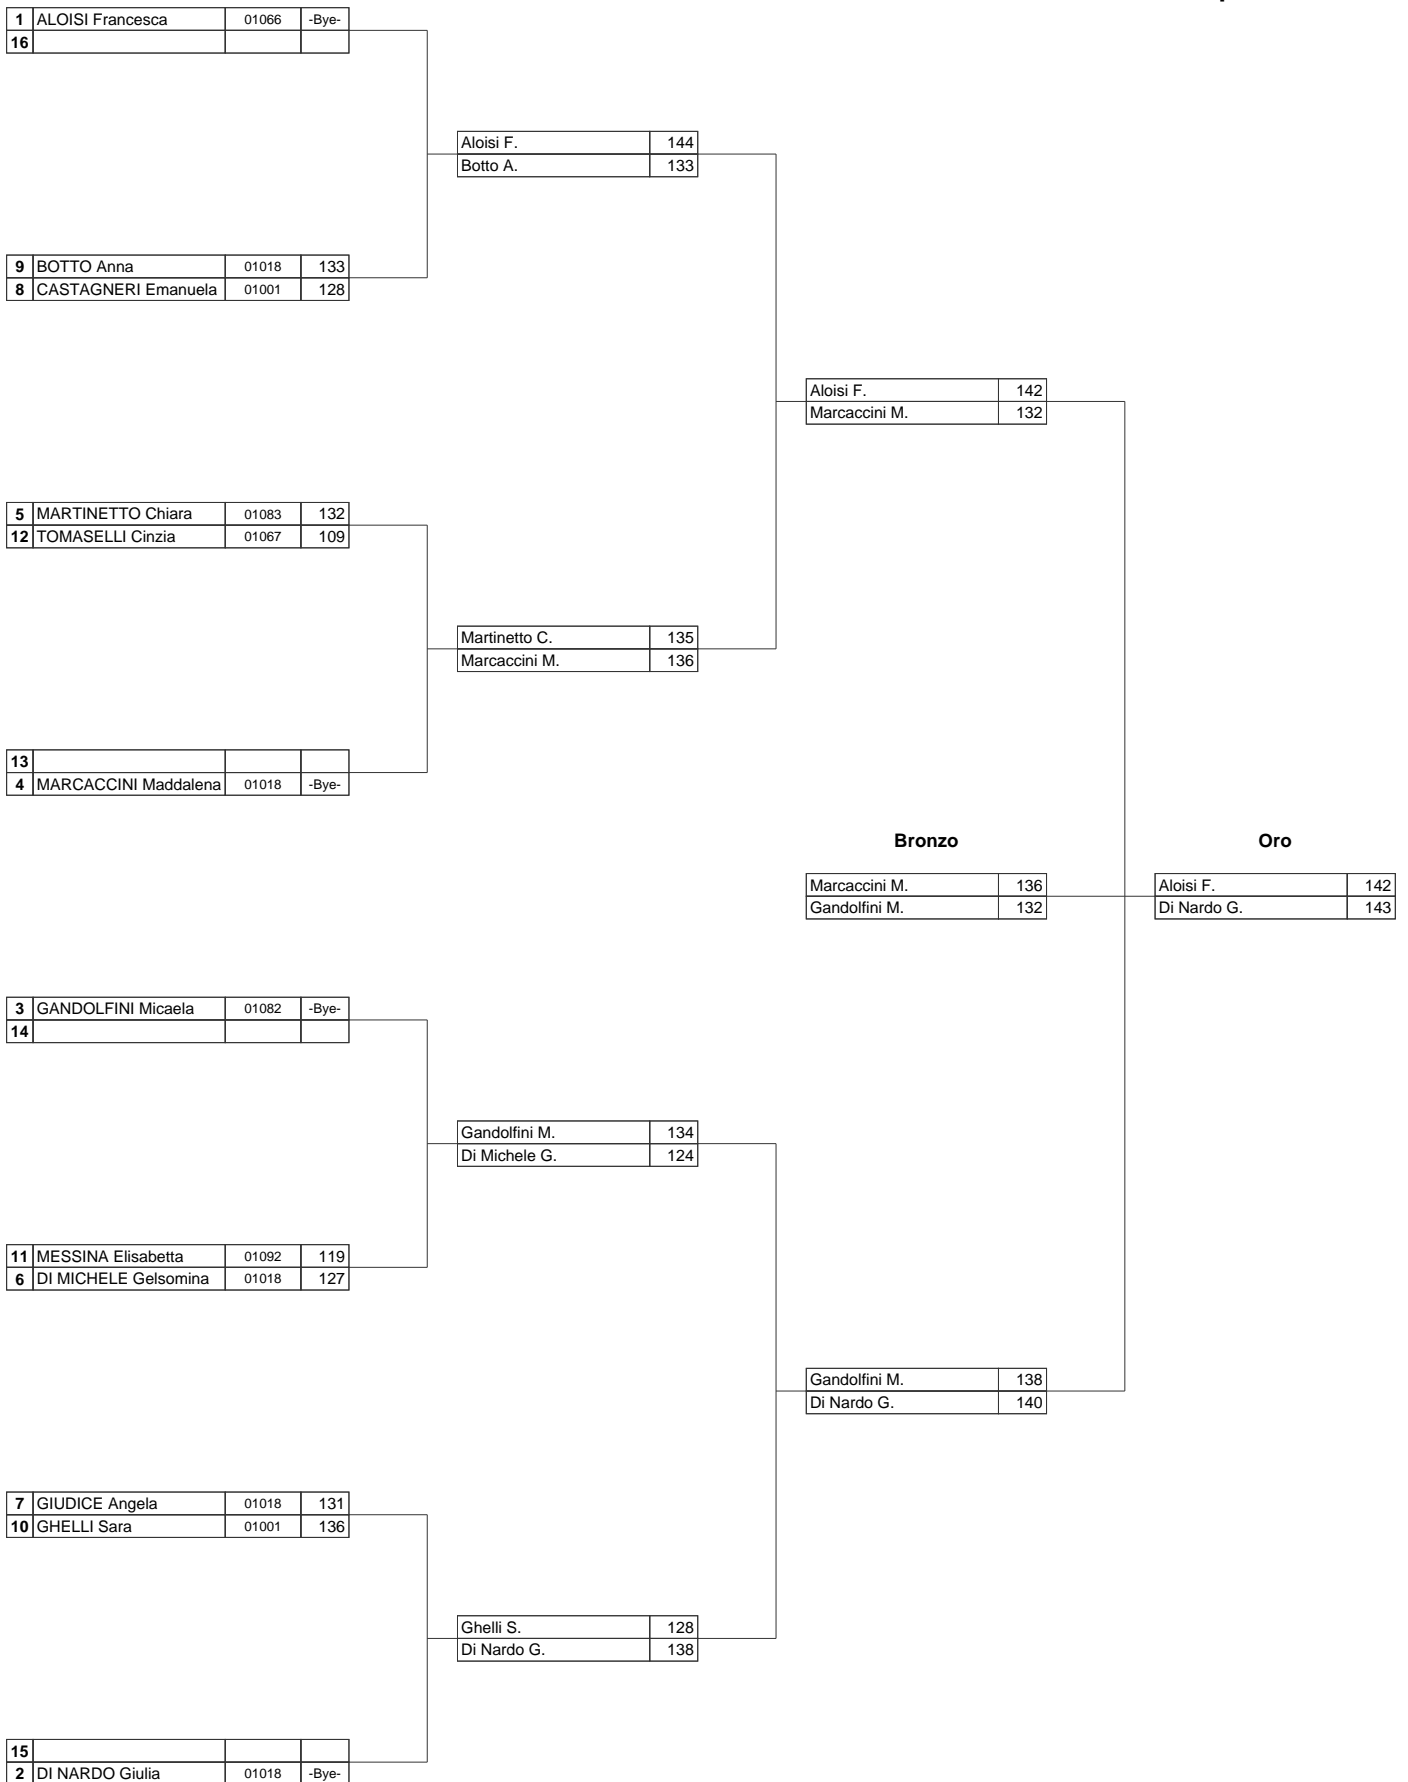 1 ALOISI Francesca 01066 -Bye-
16
Aloisi F. 144
Botto A. 133
9 BOTTO Anna 01018 133
8 CASTAGNERI Emanuela 01001 128
Aloisi F. 142
Marcaccini M. 132
5 MARTINETTO Chiara 01083 132
12 TOMASELLI Cinzia 01067 109
Martinetto C. 135
Marcaccini M. 136
13
4 MARCACCINI Maddalena 01018 -Bye-
Bronzo Oro
Marcaccini M. 136 Aloisi F. 142
Gandolfini M. 132 Di Nardo G. 143
3 GANDOLFINI Micaela 01082 -Bye-
14
Gandolfini M. 134
Di Michele G. 124
11 MESSINA Elisabetta 01092 119
6 DI MICHELE Gelsomina 01018 127
Gandolfini M. 138
Di Nardo G. 140
7 GIUDICE Angela 01018 131
10 GHELLI Sara 01001 136
Ghelli S. 128
Di Nardo G. 138
15
2 DI NARDO Giulia 01018 -Bye-